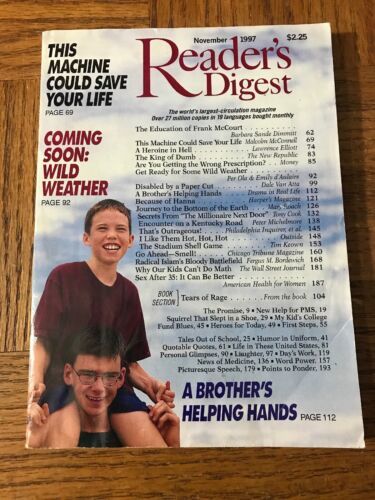 November 1997
$2.25
Reader's
Digest
THIS
MACHINE
COULD SAVE
YOUR LIFE
PAGE 69
COMING
SOON:
WILD
WEATHER
PAGE 92
The world's largest-circulation magazine
Over 27 million copies in 19 languages bought monthly
The Education of Frank McCourt . . . . . . . . . .
Barbara Sande Dimmitt 62
This Machine Could Save Your Life Malcolm McConnell 69
A Heroine in Hell . . . . . . . . . Lawrence Elliott 74
The King of Dumb . . . . . . . . The New Republic 83
Are You Getting the Wrong Prescription? . . Money 85
Get Ready for Some Wild Weather . . . . . . . . . .
Per Ola & Emily d'Aulaire 92
Disabled by a Paper Cut . . . . . . . Dale Van Atta 99
A Brother's Helping Hands . . . . . Drama in Real Life 112
Because of Hanna . . . . . . . . . Harper's Magazine 121
Journey to the Bottom of the Earth . . Mary Roach 126
Secrets From "The Millionaire Next Door" Tony Cook 132
Encounter on a Kentucky Road . . Peter Michelmore 138
That's Outrageous! . . . . Philadelphia Inquirer, et al. 145
I Like Them Hot, Hot, Hot . . . . . . . . . Outside 148
The Stadium Shell Game . . . . . . . . Tim Keown 153
Go Ahead—Smell! . . . . . . Chicago Tribune Magazine 160
Radical Islam's Bloody Battlefield Fergus M. Bordewich 168
Why Our Kids Can't Do Math . The Wall Street Journal 181
Sex After 35: It Can Be Better . . . . . . . . . . .
American Health for Women 187
BOOK
SECTION
Tears of Rage . . . . . . From the book 104
The Promise, 9 • New Help for PMS, 19
Squirrel That Slept in a Shoe, 29 • My Kid's College
Fund Blues, 45 • Heroes for Today, 49 • First Steps, 55
Tales Out of School, 25 • Humor in Uniform, 41
Quotable Quotes, 61 • Life in These United States, 81
Personal Glimpses, 90 • Laughter, 97 • Day's Work, 119
News of Medicine, 136 • Word Power, 157
Picturesque Speech, 179 • Points to Ponder, 193
A BROTHER'S
HELPING HANDS PAGE 112